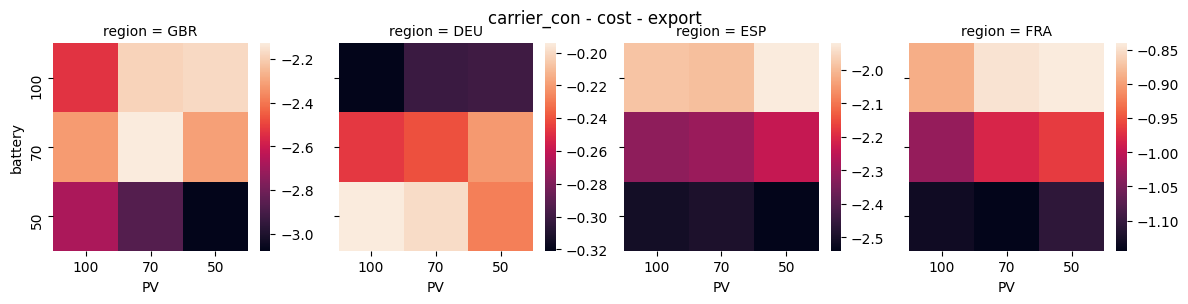 carrier_con - cost - export
region = GBR
region = DEU
region = ESP
region = FRA
battery
100
70
50
100 70 50
PV
−2.2
−2.4
−2.6
−2.8
−3.0
100 70 50
PV
−0.20
−0.22
−0.24
−0.26
−0.28
−0.30
−0.32
100 70 50
PV
−2.0
−2.1
−2.2
−2.3
−2.4
−2.5
100 70 50
PV
−0.85
−0.90
−0.95
−1.00
−1.05
−1.10